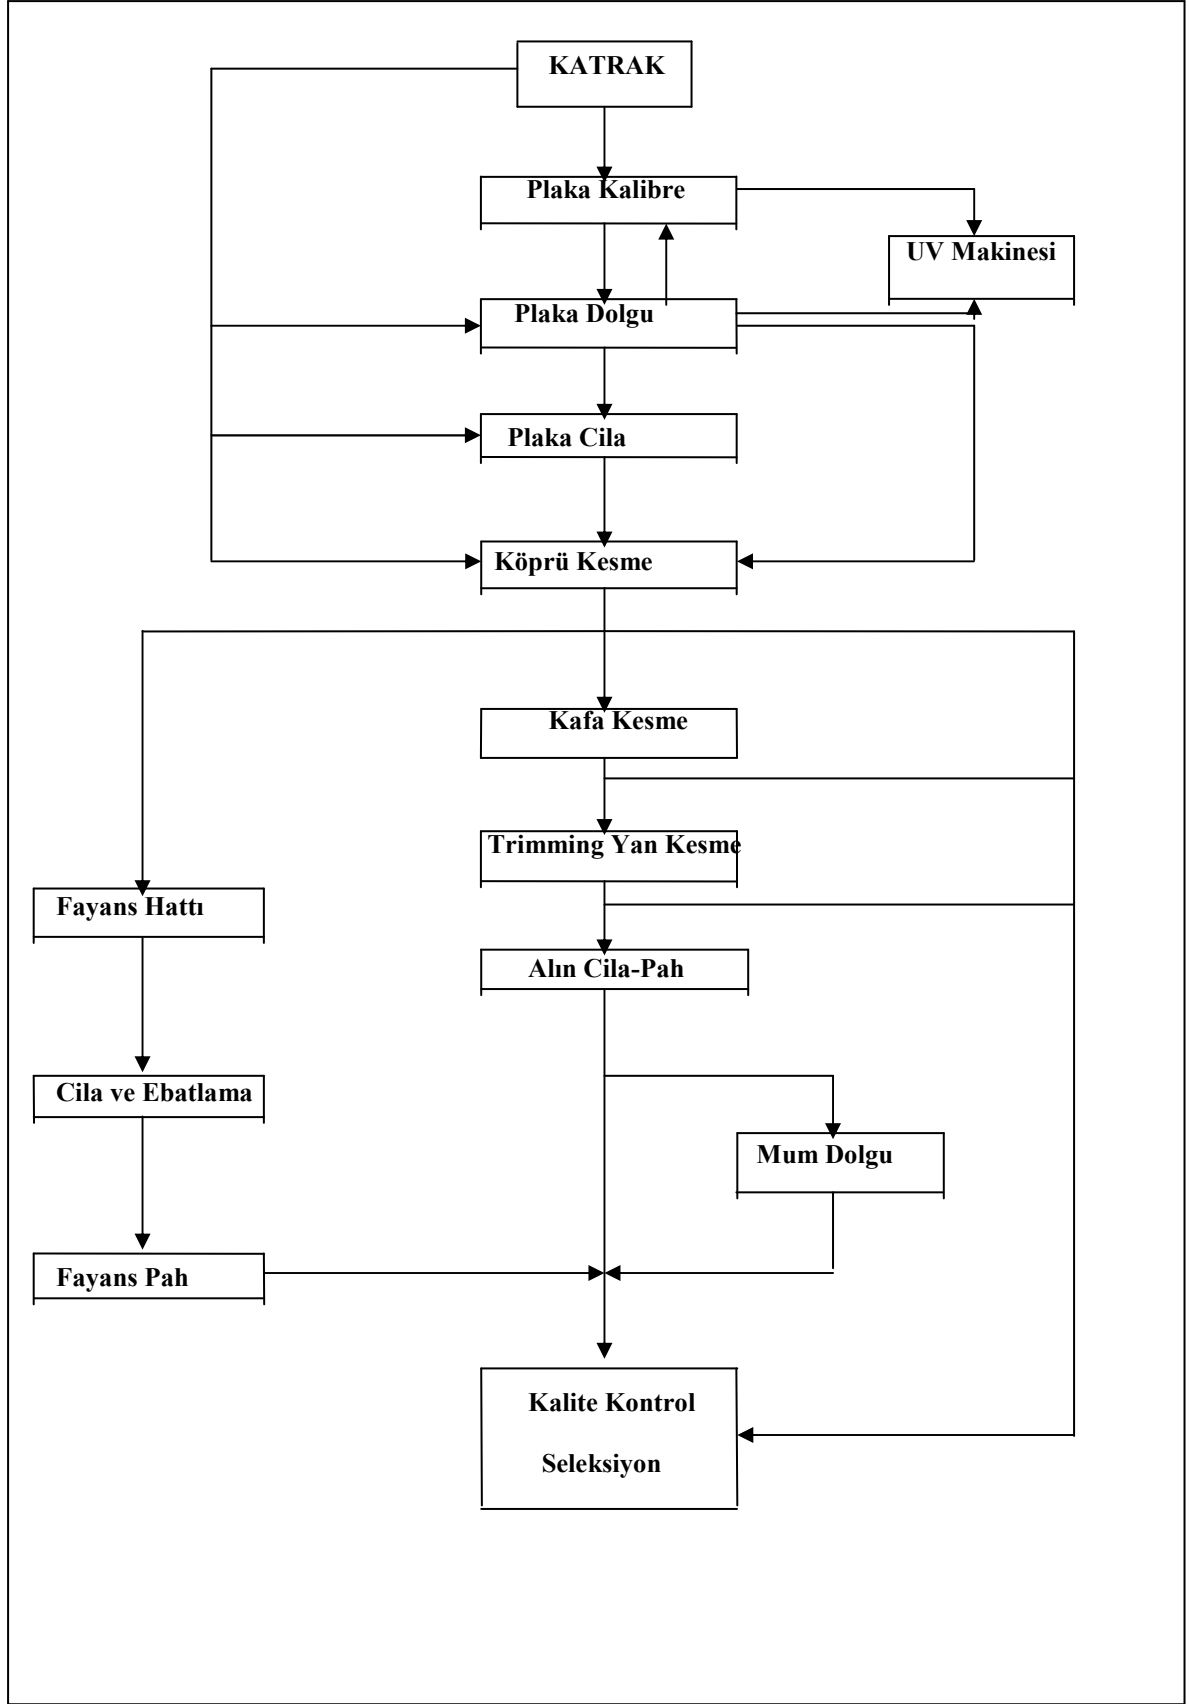 KATRAK
Plaka Kalibre
UV Makinesi
Plaka Dolgu
Plaka Cila
Köprü Kesme
Kafa Kesme
Trimming Yan Kesme
Fayans Hattı
Alın Cila-Pah
Cila ve Ebatlama
Mum Dolgu
Fayans Pah
Kalite Kontrol
Seleksiyon